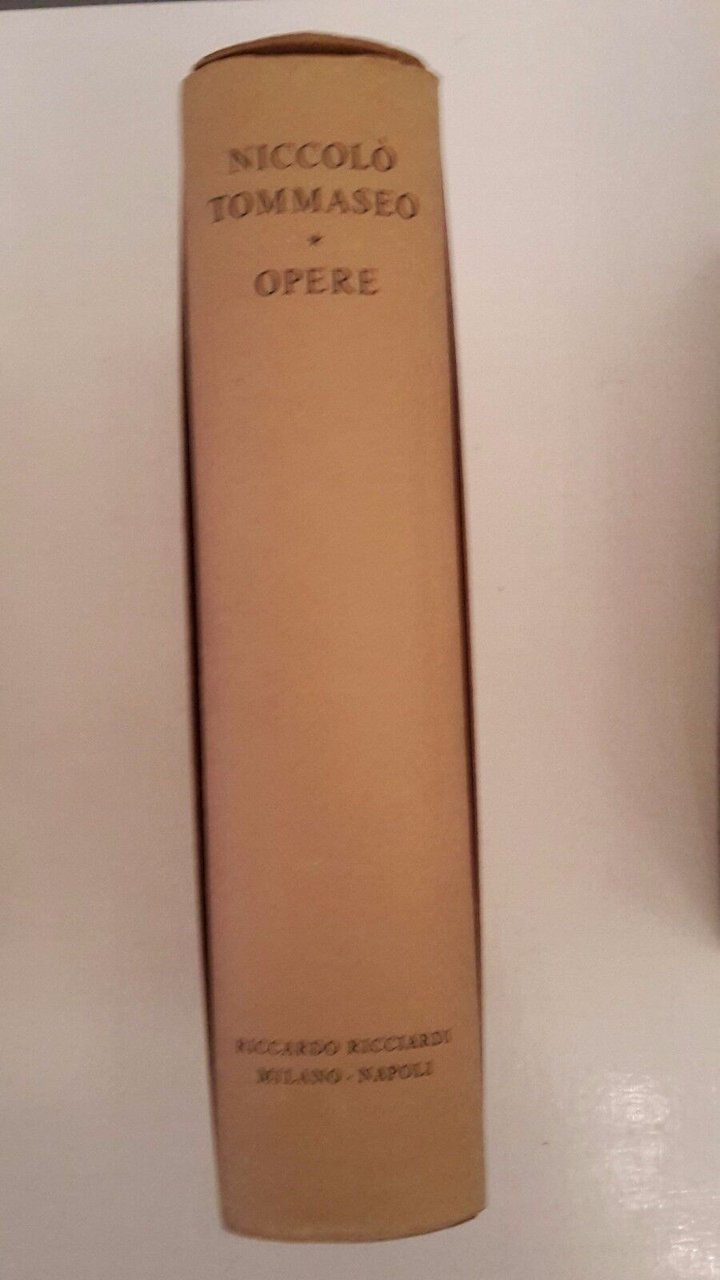 NICCOLÒ
TOMMASEO
*
OPERE
RICCARDO RICCIARDI
MILANO · NAPOLI